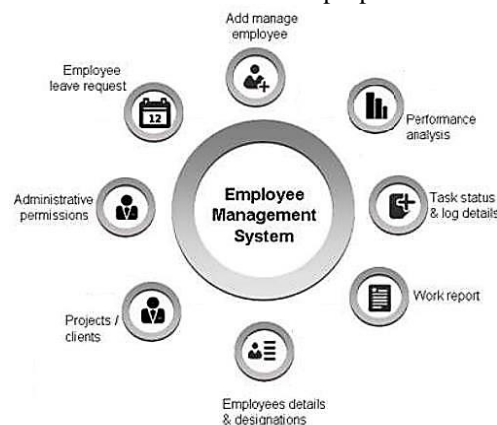 Add manage
employee
Employee
leave request
12
Performance
analysis
Administrative
permissions
Employee
Management
System
Task status
& log details
Projects /
clients
Work report
Employees details
& designations